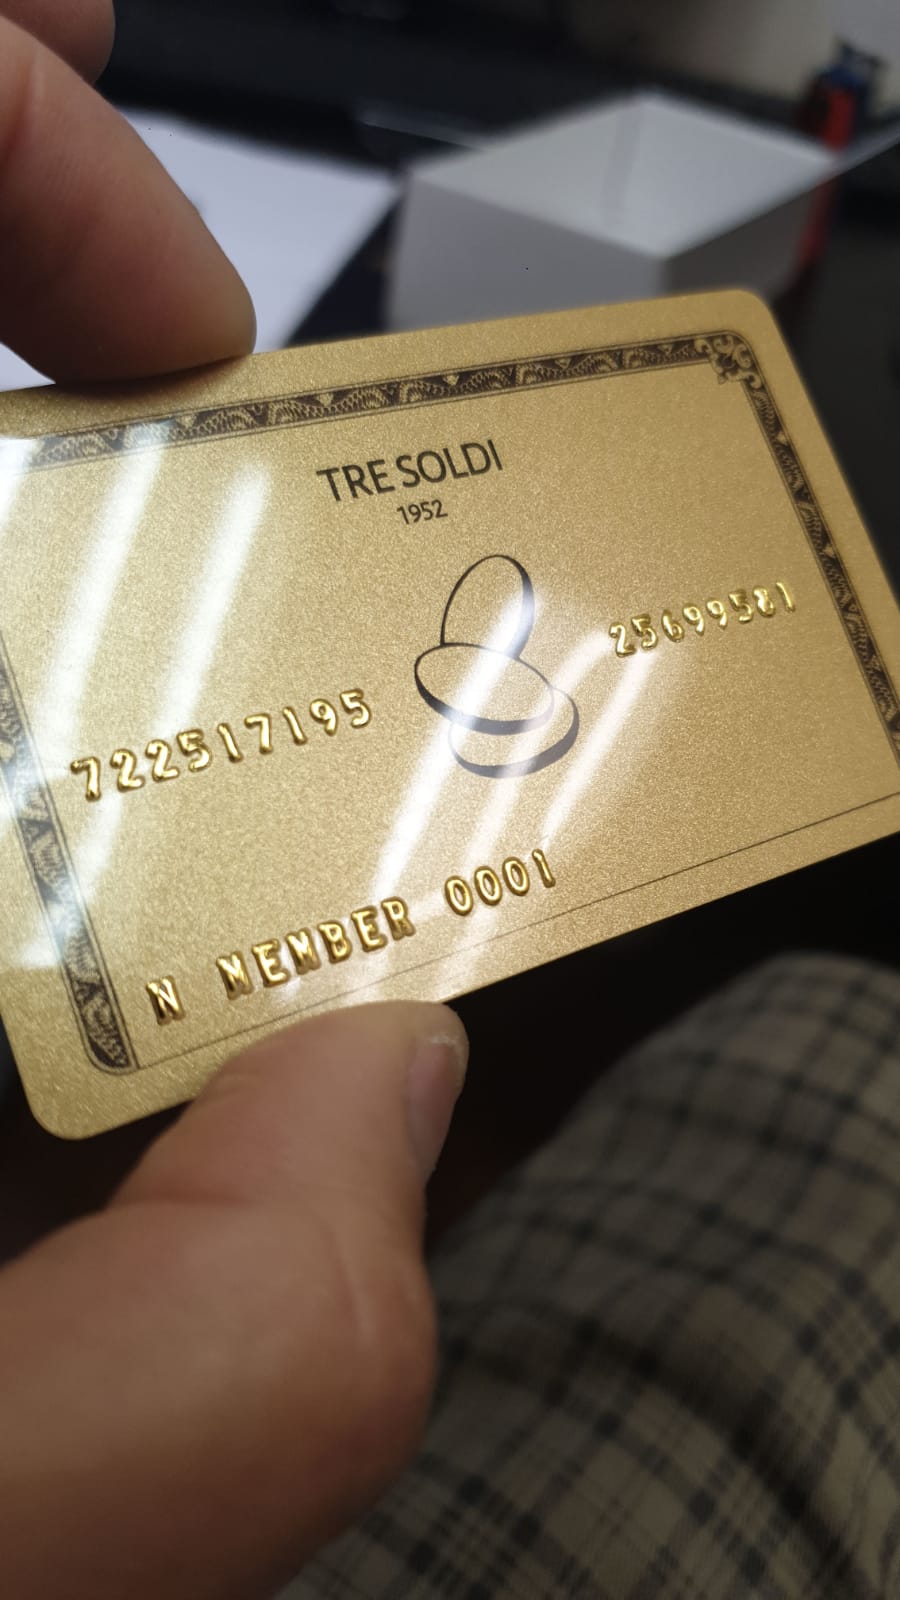 TRE SOLDI
1952
722517195 25699581
N MEMBER 0001